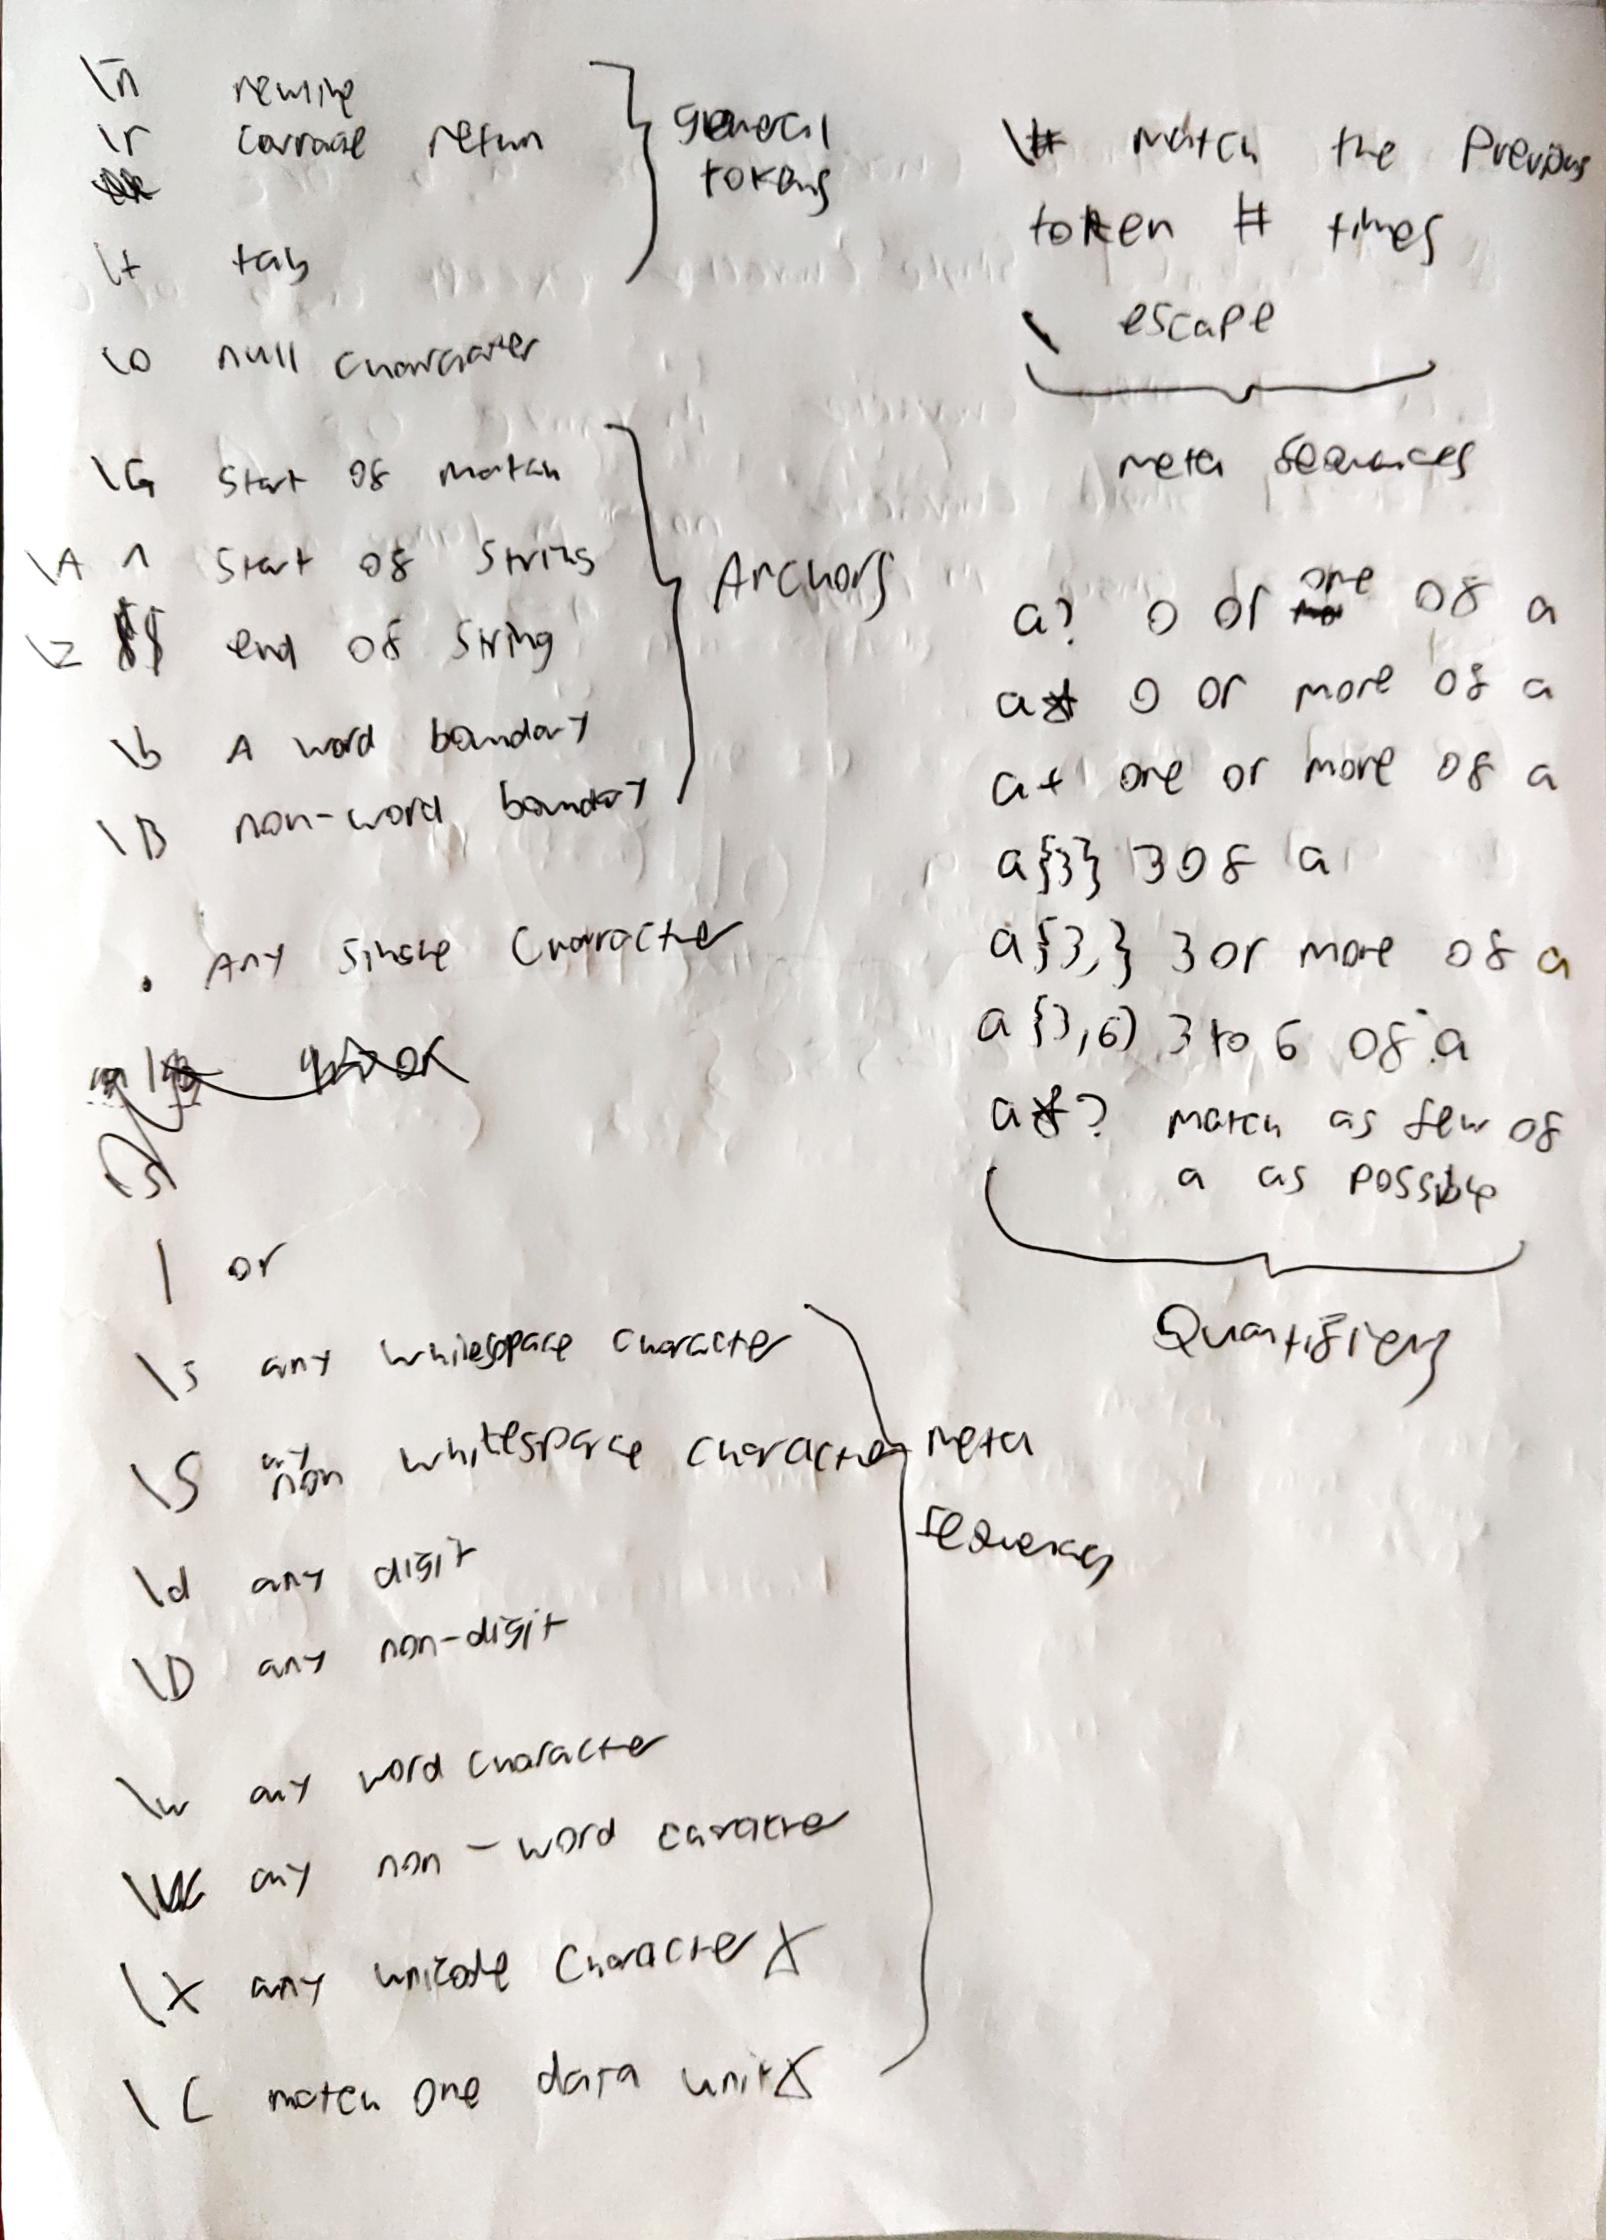 \n newline
\r carrage return
\t tab
general
tokens
\0 null character
\G start of match
\A ^ start of string
\Z $ end of string
\b A word boundary
\B non-word boundary
Anchors
. Any single character
| or
\s any whitespace character
\S any non whitespace character
\d any digit
\D any non-digit
\w any word character
\W any non-word caracter
\X any unicode character X
\C match one data unit X
meta
sequences
\# match the previous
token # times
\ escape
meta sequences
a? 0 or one of a
a* 0 or more of a
a+ one or more of a
a{3} 3 of a
a{3,} 3 or more of a
a{3,6} 3 to 6 of a
a*? match as few of
a as possible
Quantifiers